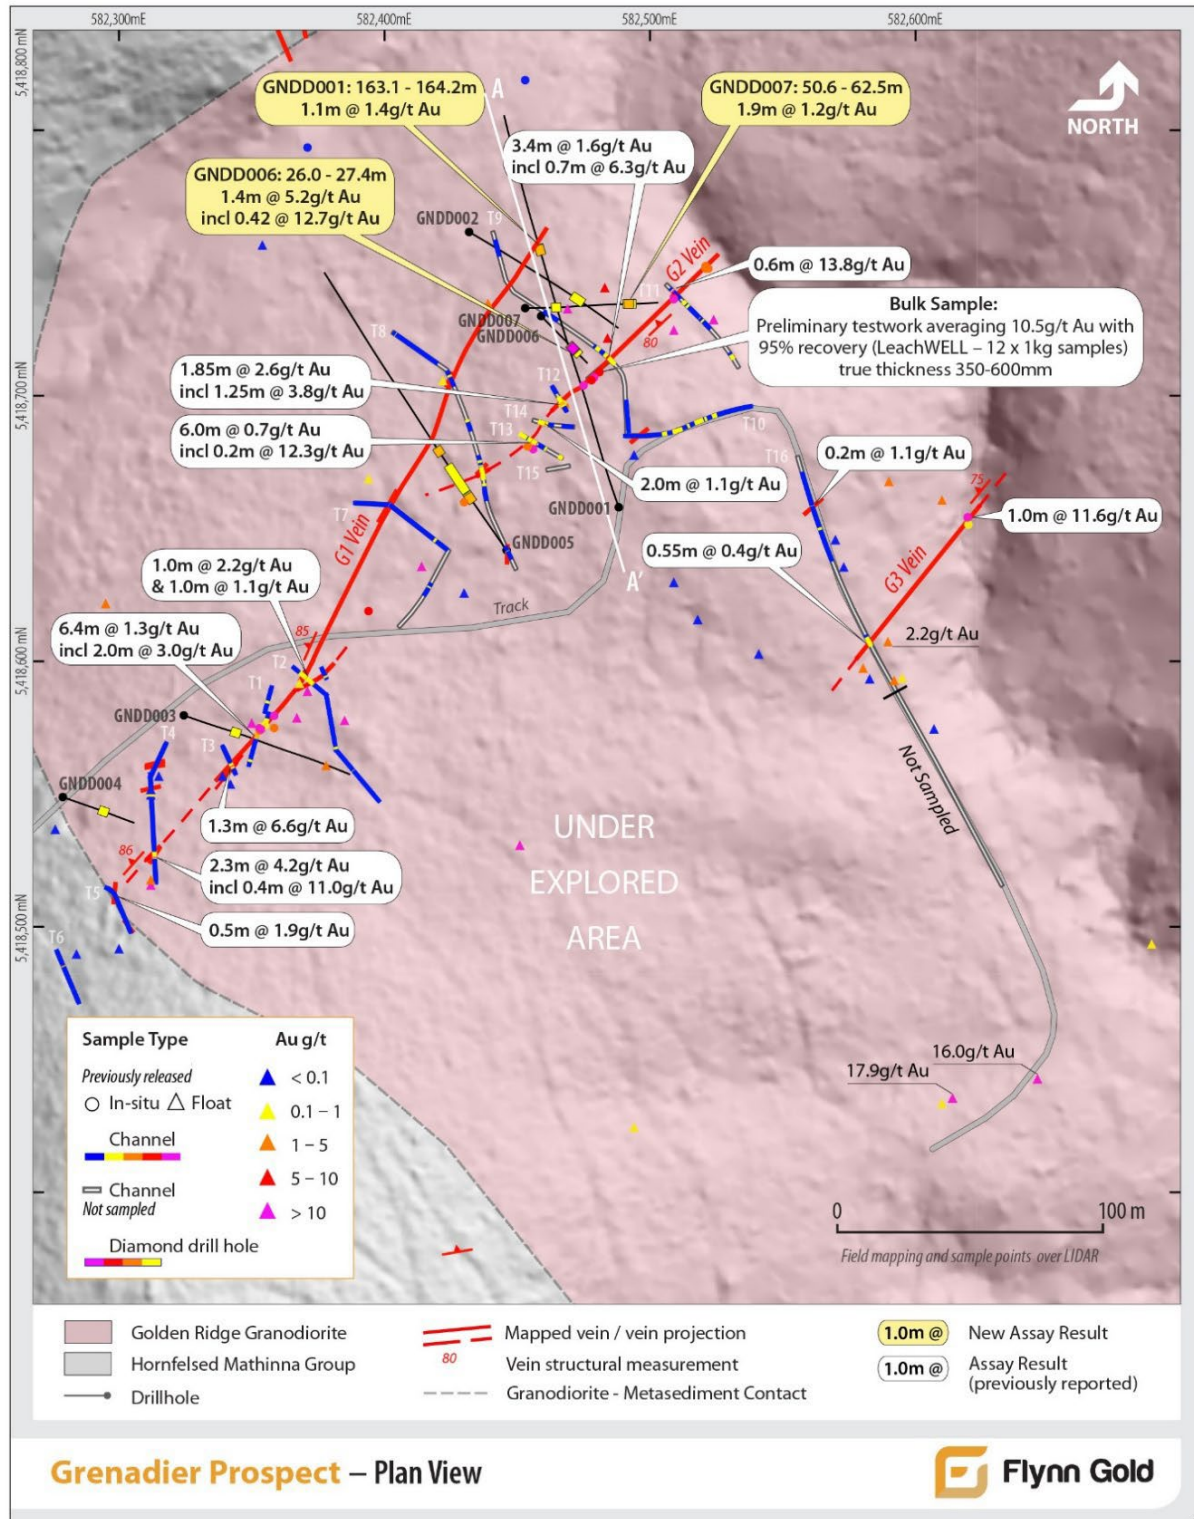 582,300mE
582,400mE
582,500mE
582,600mE
5,418,800 mN
5,418,700 mN
5,418,600 mN
5,418,500 mN
NORTH
GNDD001: 163.1 - 164.2m
1.1m @ 1.4g/t Au
A
GNDD007: 50.6 - 62.5m
1.9m @ 1.2g/t Au
3.4m @ 1.6g/t Au
incl 0.7m @ 6.3g/t Au
GNDD006: 26.0 - 27.4m
1.4m @ 5.2g/t Au
incl 0.42 @ 12.7g/t Au
GNDD002
T9
G2 Vein
0.6m @ 13.8g/t Au
T11
Bulk Sample:
Preliminary testwork averaging 10.5g/t Au with
95% recovery (LeachWELL – 12 x 1kg samples)
true thickness 350-600mm
GNDD007
GNDD006
80
T8
1.85m @ 2.6g/t Au
incl 1.25m @ 3.8g/t Au
T12
T14
T13
T10
6.0m @ 0.7g/t Au
incl 0.2m @ 12.3g/t Au
T15
T16
0.2m @ 1.1g/t Au
2.0m @ 1.1g/t Au
75
T7
GNDD001
1.0m @ 11.6g/t Au
G1 Vein
GNDD005
0.55m @ 0.4g/t Au
G3 Vein
1.0m @ 2.2g/t Au
& 1.0m @ 1.1g/t Au
A'
Track
6.4m @ 1.3g/t Au
incl 2.0m @ 3.0g/t Au
85
2.2g/t Au
T2
T1
GNDD003
T4
T3
Not Sampled
GNDD004
1.3m @ 6.6g/t Au
UNDER
EXPLORED
AREA
86
2.3m @ 4.2g/t Au
incl 0.4m @ 11.0g/t Au
T5
0.5m @ 1.9g/t Au
T6
16.0g/t Au
17.9g/t Au
Sample Type
Au g/t
Previously released
< 0.1
In-situ
Float
0.1 – 1
Channel
1 – 5
Channel
5 – 10
Not sampled
> 10
Diamond drill hole
0
100 m
Field mapping and sample points over LIDAR
Golden Ridge Granodiorite
Mapped vein / vein projection
1.0m @
New Assay Result
Hornfelsed Mathinna Group
80
Vein structural measurement
1.0m @
Assay Result
(previously reported)
Drillhole
Granodiorite - Metasediment Contact
Grenadier Prospect – Plan View
Flynn Gold